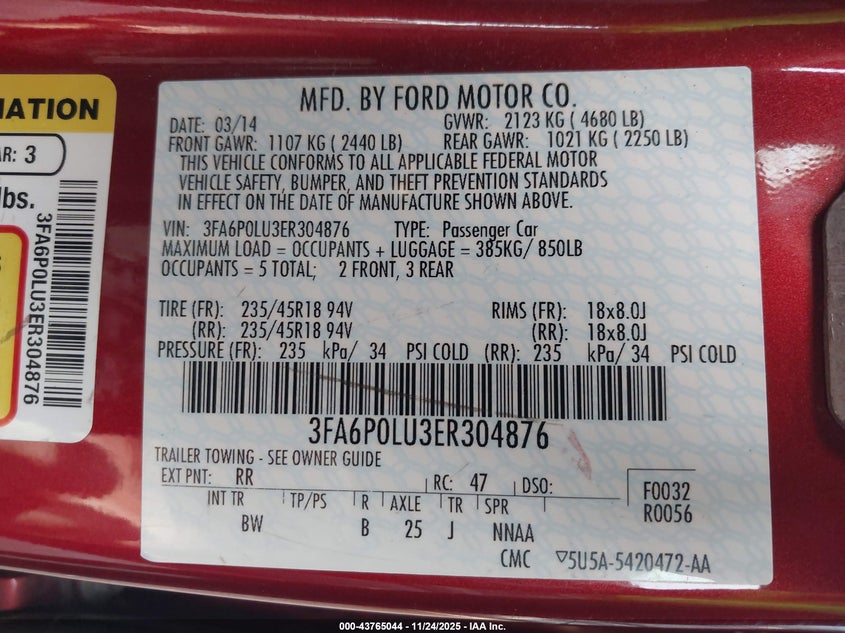 MATION
AR: 3
lbs.
3FA6P0LU3ER304876
MFD. BY FORD MOTOR CO.
DATE: 03/14 GVWR: 2123 KG ( 4680 LB)
FRONT GAWR: 1107 KG ( 2440 LB) REAR GAWR: 1021 KG ( 2250 LB)
THIS VEHICLE CONFORMS TO ALL APPLICABLE FEDERAL MOTOR
VEHICLE SAFETY, BUMPER, AND THEFT PREVENTION STANDARDS
IN EFFECT ON THE DATE OF MANUFACTURE SHOWN ABOVE.
VIN: 3FA6P0LU3ER304876 TYPE: Passenger Car
MAXIMUM LOAD = OCCUPANTS + LUGGAGE = 385KG/ 850LB
OCCUPANTS = 5 TOTAL; 2 FRONT, 3 REAR
TIRE (FR): 235/45R18 94V RIMS (FR): 18x8.0J
(RR): 235/45R18 94V (RR): 18x8.0J
PRESSURE (FR): 235 kPa/ 34 PSI COLD (RR): 235 kPa/ 34 PSI COLD
3FA6P0LU3ER304876
TRAILER TOWING - SEE OWNER GUIDE
EXT PNT: RR RC: 47 DSO: F0032
INT TR TP/PS R AXLE TR SPR R0056
BW B 25 J NNAA
CMC ▽5U5A-5420472-AA
000-43765044 - 11/24/2025 - IAA Inc.